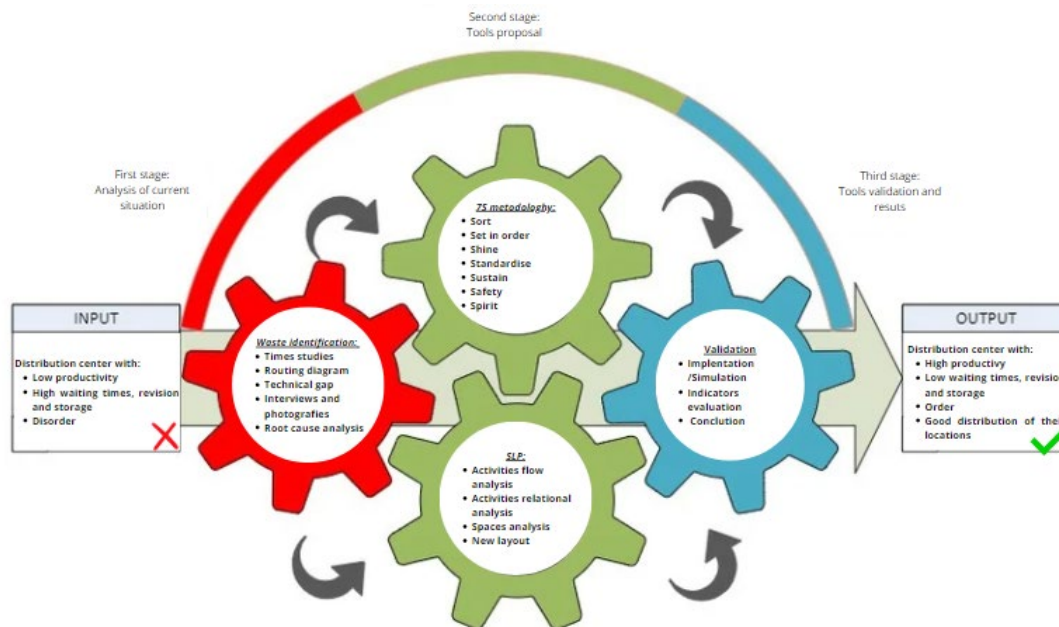 Second stage:
Tools proposal
First stage:
Analysis of current
situation
Third stage:
Tools validation and
resuts
INPUT
Distribution center with:
• Low productivity
• High waiting times, revision
and storage
• Disorder
Waste identification:
• Times studies
• Routing diagram
• Technical gap
• Interviews and
photografies
• Root cause analysis
7S metodologhy:
• Sort
• Set in order
• Shine
• Standardise
• Sustain
• Safety
• Spirit
SLP:
• Activities flow
analysis
• Activities relational
analysis
• Spaces analysis
• New layout
Validation
• Implentation
/Simulation
• Indicators
evaluation
• Conclution
OUTPUT
Distribution center with:
• High productivy
• Low waiting times, revision
and storage
• Order
• Good distribution of the
locations